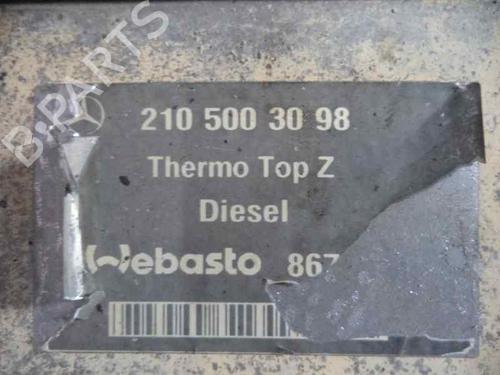 B-PARTS
210 500 30 98
Thermo Top Z
Diesel
Webasto 867